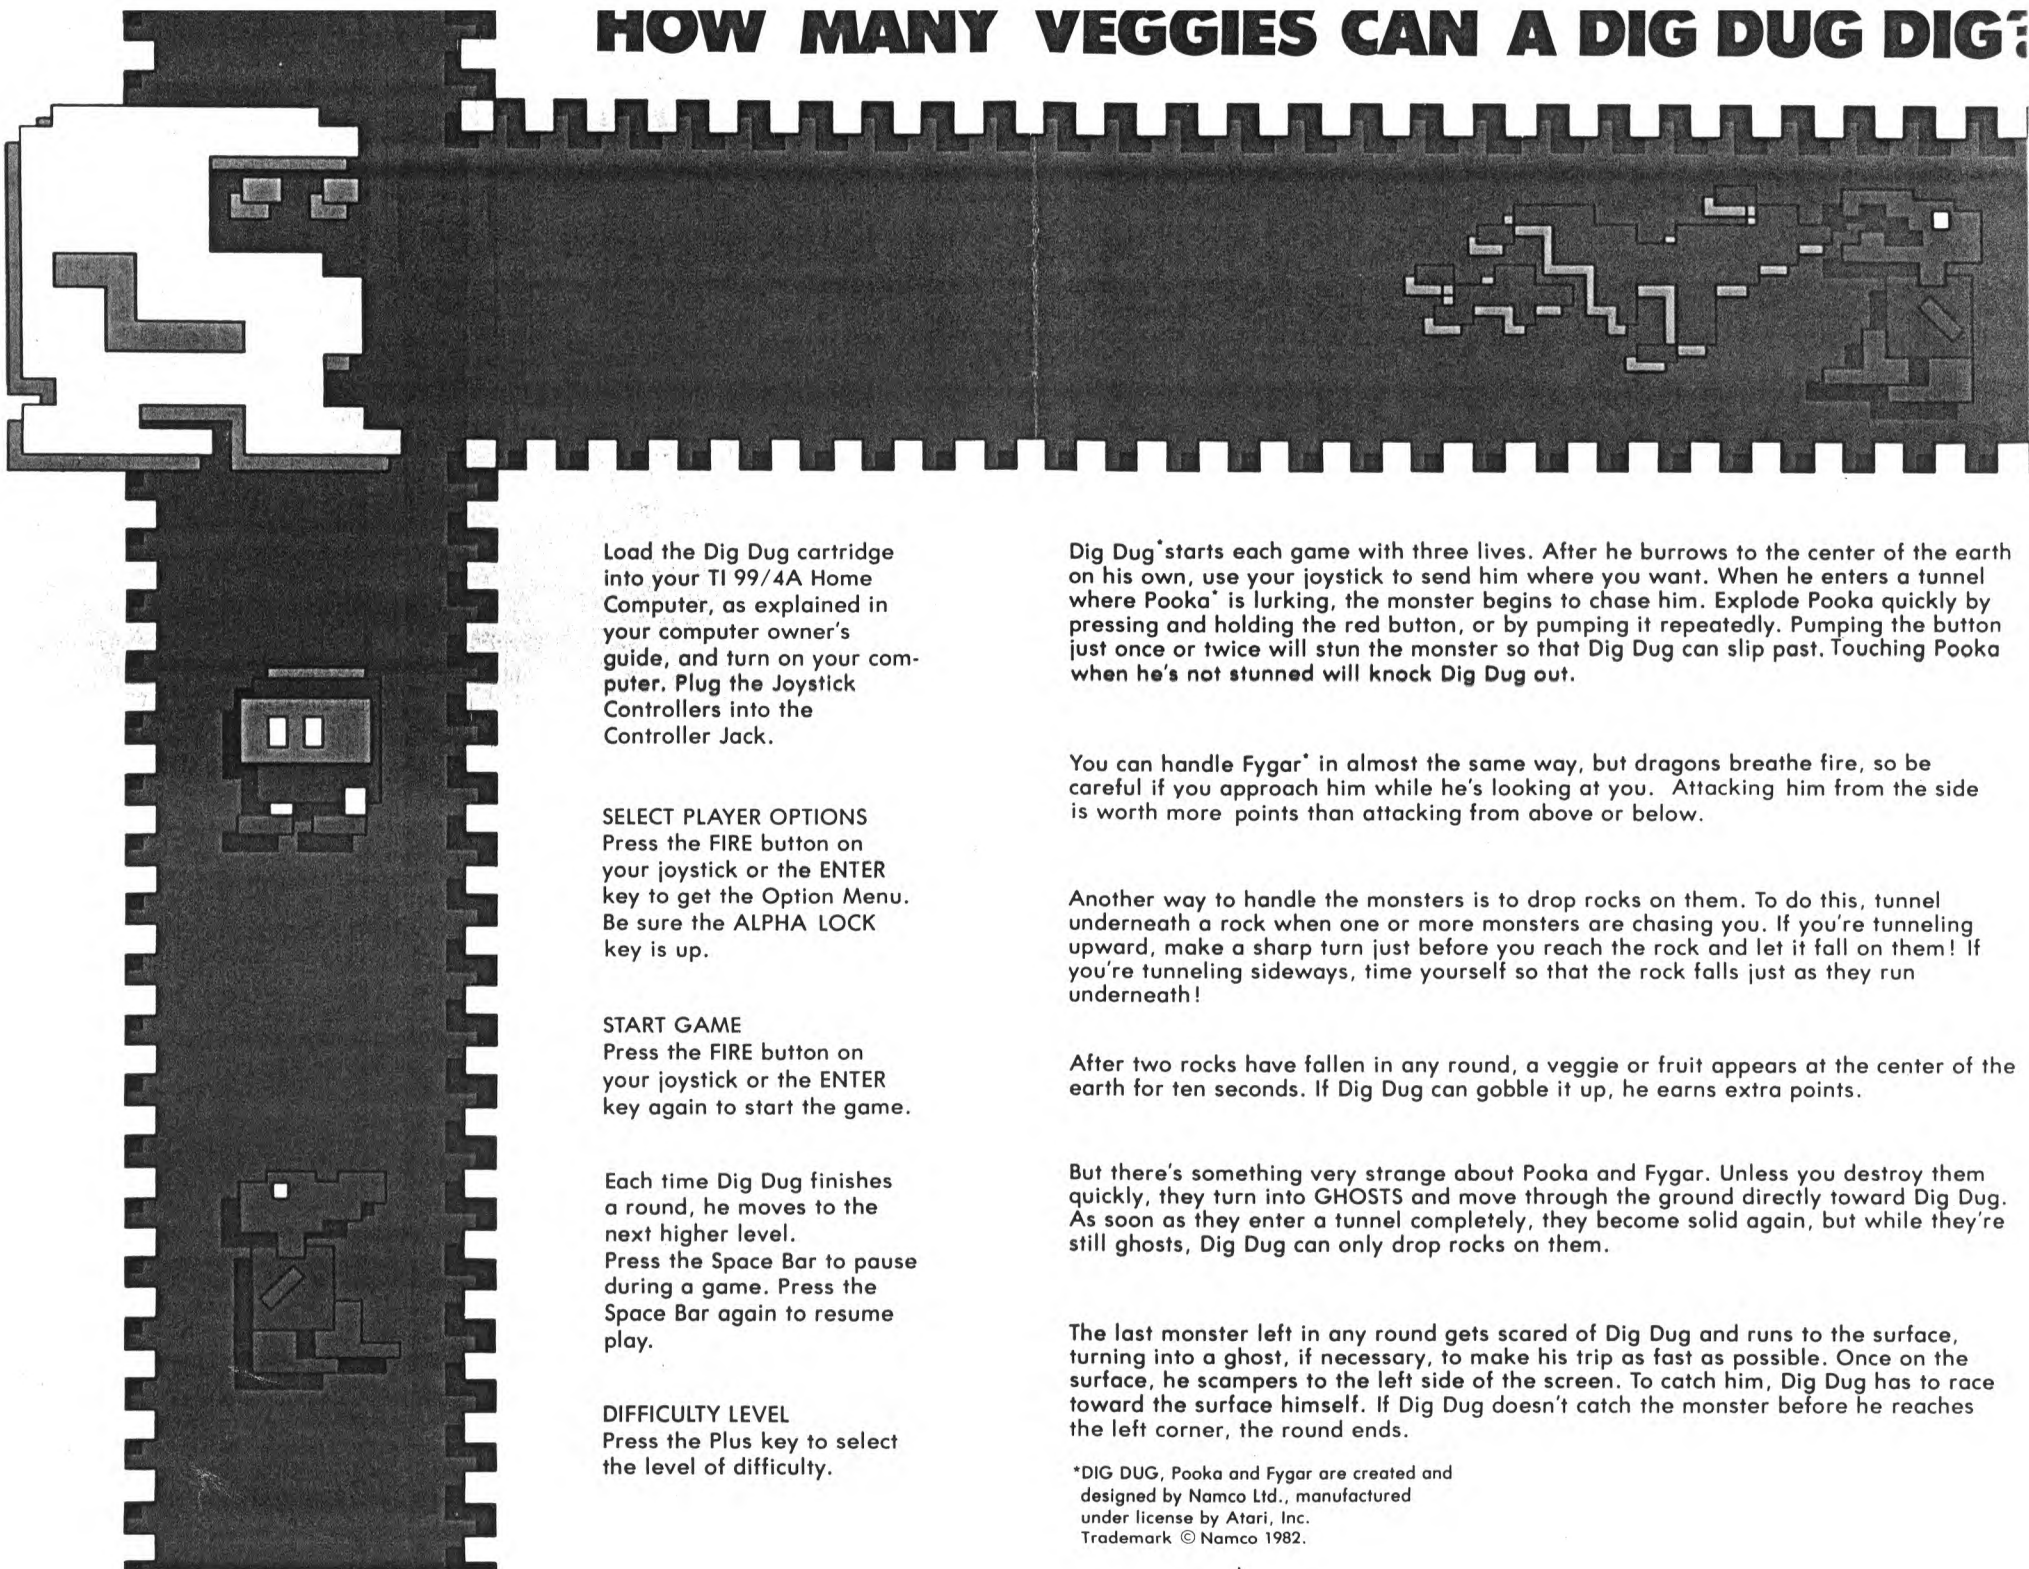 HOW MANY VEGGIES CAN A DIG DUG DIG?
Load the Dig Dug cartridge
into your TI 99/4A Home
Computer, as explained in
your computer owner's
guide, and turn on your com-
puter. Plug the Joystick
Controllers into the
Controller Jack.
SELECT PLAYER OPTIONS
Press the FIRE button on
your joystick or the ENTER
key to get the Option Menu.
Be sure the ALPHA LOCK
key is up.
START GAME
Press the FIRE button on
your joystick or the ENTER
key again to start the game.
Each time Dig Dug finishes
a round, he moves to the
next higher level.
Press the Space Bar to pause
during a game. Press the
Space Bar again to resume
play.
DIFFICULTY LEVEL
Press the Plus key to select
the level of difficulty.
Dig Dug* starts each game with three lives. After he burrows to the center of the earth
on his own, use your joystick to send him where you want. When he enters a tunnel
where Pooka* is lurking, the monster begins to chase him. Explode Pooka quickly by
pressing and holding the red button, or by pumping it repeatedly. Pumping the button
just once or twice will stun the monster so that Dig Dug can slip past. Touching Pooka
when he's not stunned will knock Dig Dug out.
You can handle Fygar* in almost the same way, but dragons breathe fire, so be
careful if you approach him while he's looking at you. Attacking him from the side
is worth more points than attacking from above or below.
Another way to handle the monsters is to drop rocks on them. To do this, tunnel
underneath a rock when one or more monsters are chasing you. If you're tunneling
upward, make a sharp turn just before you reach the rock and let it fall on them! If
you're tunneling sideways, time yourself so that the rock falls just as they run
underneath!
After two rocks have fallen in any round, a veggie or fruit appears at the center of the
earth for ten seconds. If Dig Dug can gobble it up, he earns extra points.
But there's something very strange about Pooka and Fygar. Unless you destroy them
quickly, they turn into GHOSTS and move through the ground directly toward Dig Dug.
As soon as they enter a tunnel completely, they become solid again, but while they're
still ghosts, Dig Dug can only drop rocks on them.
The last monster left in any round gets scared of Dig Dug and runs to the surface,
turning into a ghost, if necessary, to make his trip as fast as possible. Once on the
surface, he scampers to the left side of the screen. To catch him, Dig Dug has to race
toward the surface himself. If Dig Dug doesn't catch the monster before he reaches
the left corner, the round ends.
*DIG DUG, Pooka and Fygar are created and
designed by Namco Ltd., manufactured
under license by Atari, Inc.
Trademark © Namco 1982.